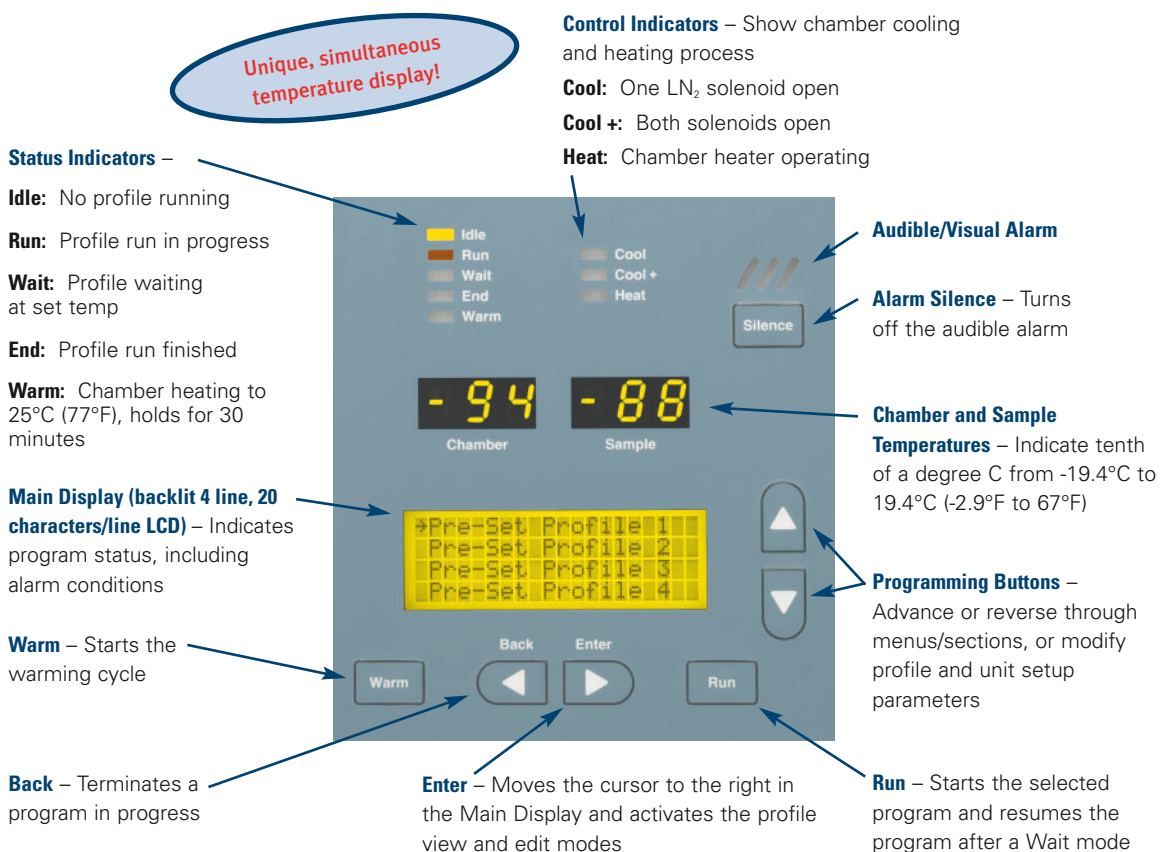 Unique, simultaneous
temperature display!
Control Indicators – Show chamber cooling
and heating process
Cool: One LN₂ solenoid open
Cool +: Both solenoids open
Heat: Chamber heater operating
Status Indicators –
Idle: No profile running
Run: Profile run in progress
Wait: Profile waiting
at set temp
End: Profile run finished
Warm: Chamber heating to
25°C (77°F), holds for 30
minutes
Main Display (backlit 4 line, 20
characters/line LCD) – Indicates
program status, including
alarm conditions
Warm – Starts the
warming cycle
Back – Terminates a
program in progress
Idle
Run
Wait
End
Warm
Cool
Cool +
Heat
Silence
- 94
- 88
Chamber
Sample
→Pre-Set Profile 1
Pre-Set Profile 2
Pre-Set Profile 3
Pre-Set Profile 4
Back
Enter
Warm
Run
Audible/Visual Alarm
Alarm Silence – Turns
off the audible alarm
Chamber and Sample
Temperatures – Indicate tenth
of a degree C from -19.4°C to
19.4°C (-2.9°F to 67°F)
Programming Buttons –
Advance or reverse through
menus/sections, or modify
profile and unit setup
parameters
Enter – Moves the cursor to the right in
the Main Display and activates the profile
view and edit modes
Run – Starts the selected
program and resumes the
program after a Wait mode